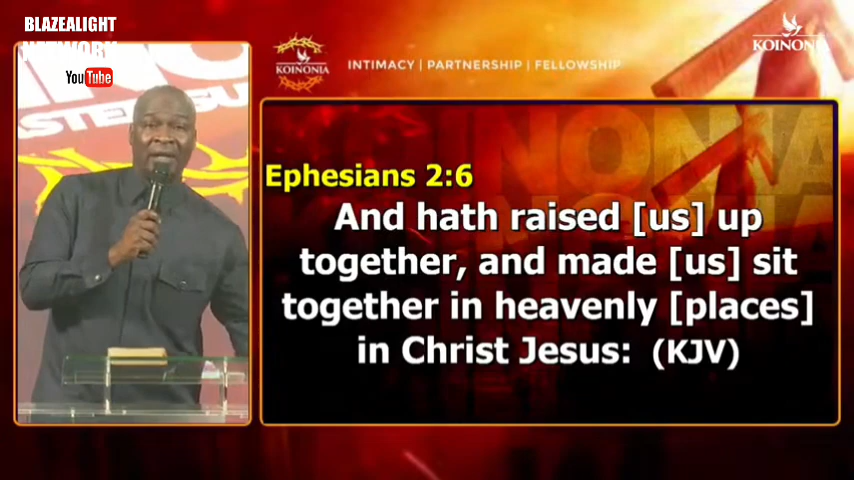 BLAZEALIGHT
NETWORK
YouTube
KOINONIA
INTIMACY | PARTNERSHIP | FELLOWSHIP
KOINONIA
Ephesians 2:6
And hath raised [us] up
together, and made [us] sit
together in heavenly [places]
in Christ Jesus: (KJV)